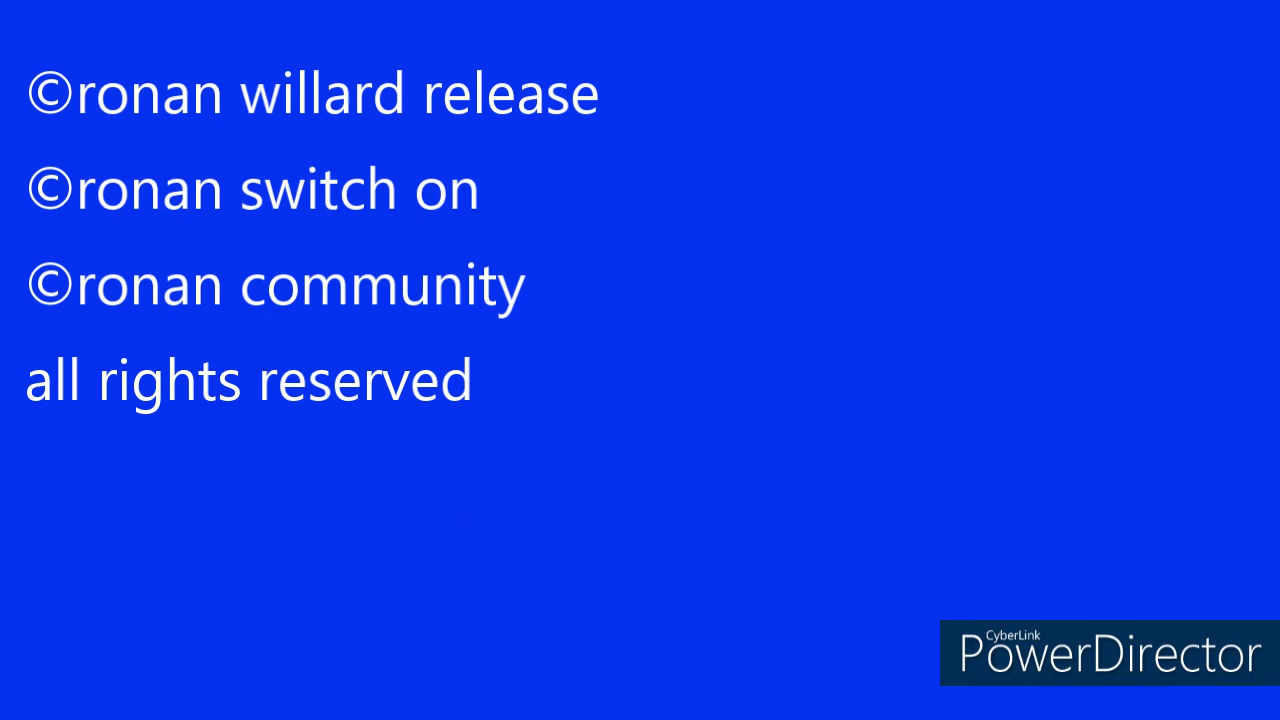 ©ronan willard release
©ronan switch on
©ronan community
all rights reserved
CyberLink
PowerDirector